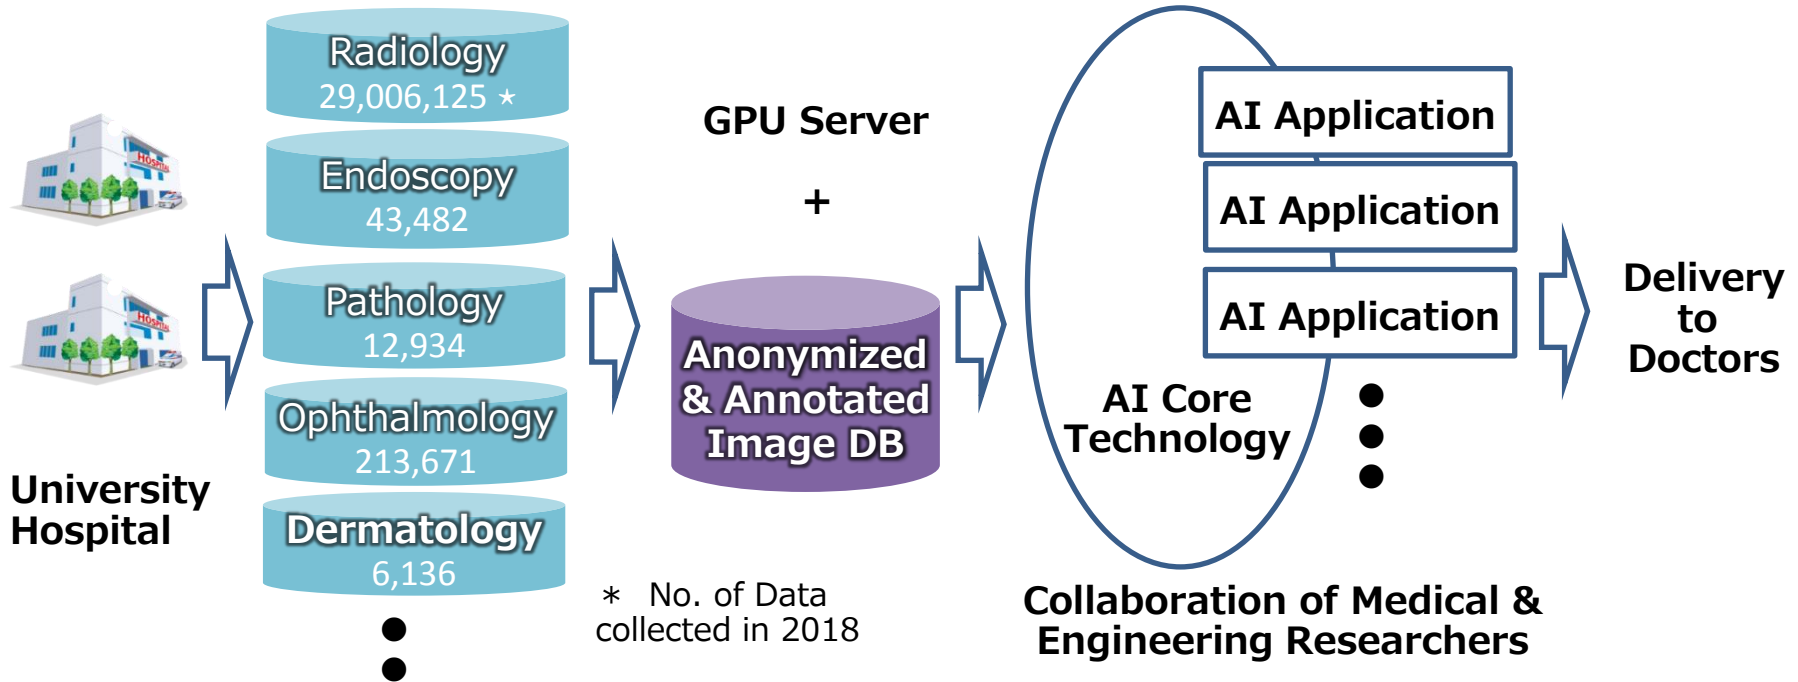 HOSPITAL
HOSPITAL
University
Hospital
Radiology
29,006,125 *
Endoscopy
43,482
Pathology
12,934
Ophthalmology
213,671
Dermatology
6,136
* No. of Data
collected in 2018
GPU Server
+
Anonymized
& Annotated
Image DB
AI Application
AI Application
AI Application
AI Core
Technology
Collaboration of Medical &
Engineering Researchers
Delivery
to
Doctors